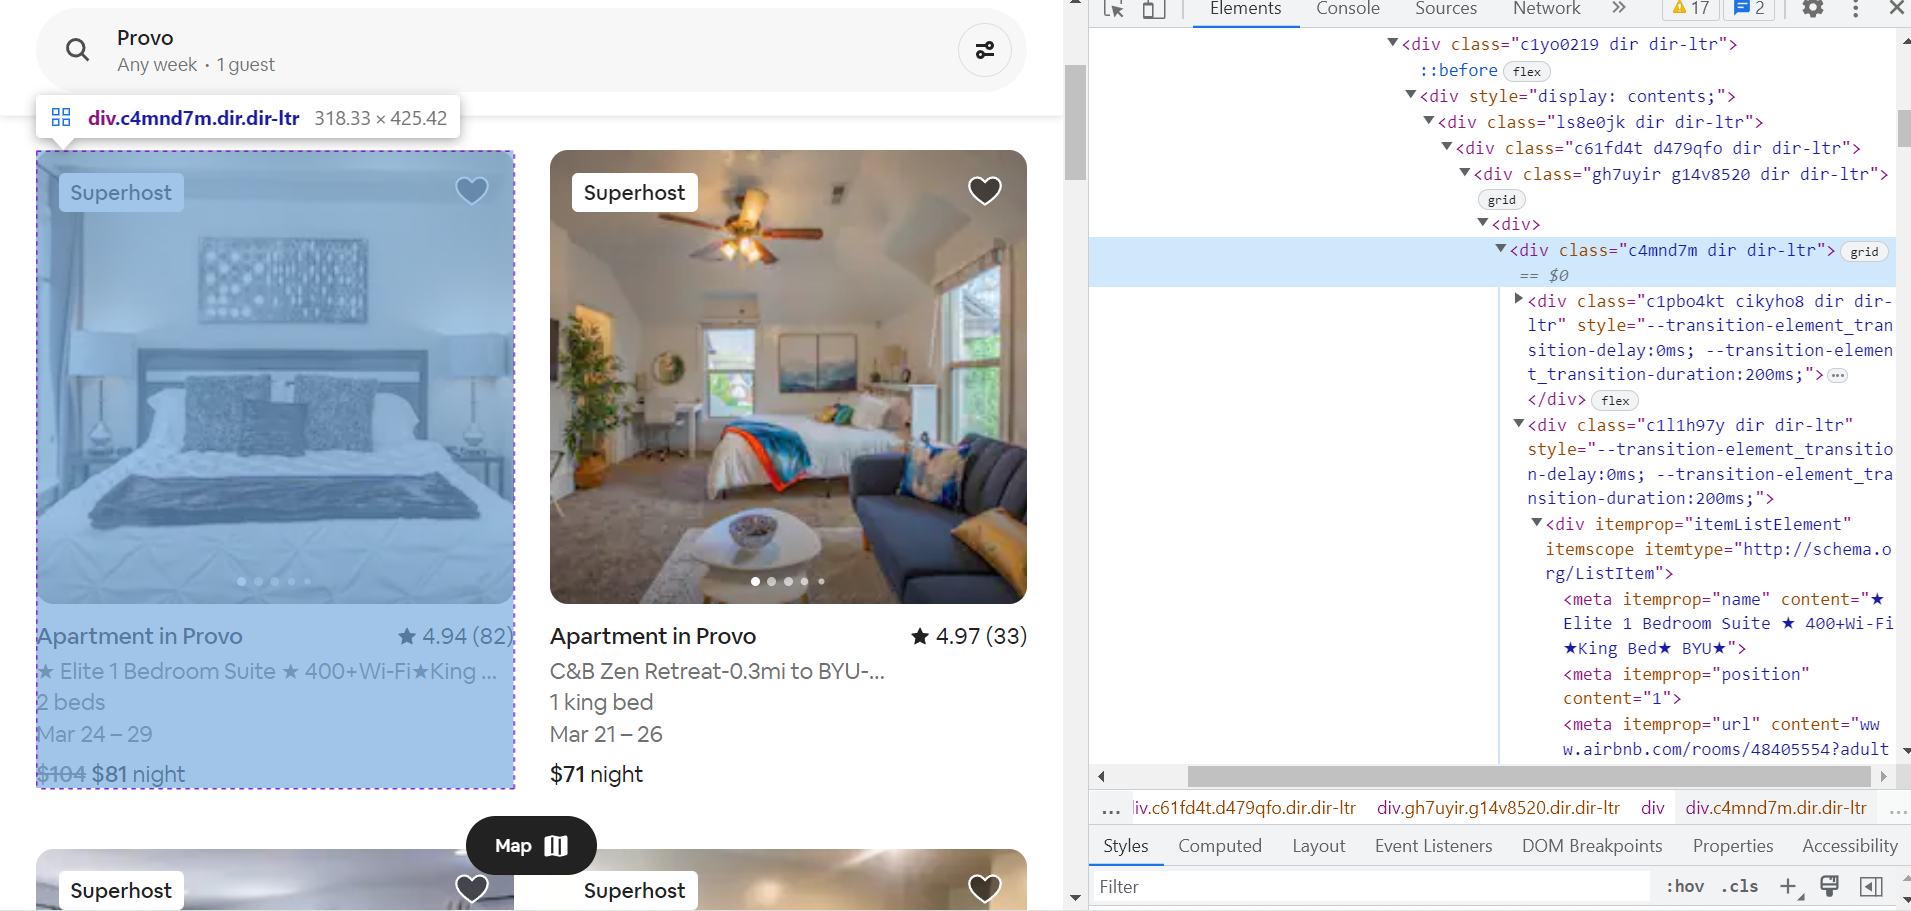 Provo
Any week · 1 guest
div.c4mnd7m.dir.dir-ltr 318.33 × 425.42
Superhost
Superhost
Apartment in Provo ★ 4.94 (82)
★ Elite 1 Bedroom Suite ★ 400+Wi-Fi★King ...
2 beds
Mar 24 – 29
$104 $81 night
Apartment in Provo ★ 4.97 (33)
C&B Zen Retreat-0.3mi to BYU-...
1 king bed
Mar 21 – 26
$71 night
Map
Superhost
Superhost
Elements Console Sources Network » 17 2
<div class="c1yo0219 dir dir-ltr">
::before flex
<div style="display: contents;">
<div class="ls8e0jk dir dir-ltr">
<div class="c61fd4t d479qfo dir dir-ltr">
<div class="gh7uyir g14v8520 dir dir-ltr">
grid
<div>
<div class="c4mnd7m dir dir-ltr"> grid
== $0
<div class="c1pbo4kt cikyho8 dir dir-
ltr" style="--transition-element_tran
sition-delay:0ms; --transition-elemen
t_transition-duration:200ms;"> ...
</div> flex
<div class="c1l1h97y dir dir-ltr"
style="--transition-element_transitio
n-delay:0ms; --transition-element_tra
nsition-duration:200ms;">
<div itemprop="itemListElement"
itemscope itemtype="http://schema.o
rg/ListItem">
<meta itemprop="name" content="★
Elite 1 Bedroom Suite ★ 400+Wi-Fi
★King Bed★ BYU★">
<meta itemprop="position"
content="1">
<meta itemprop="url" content="ww
w.airbnb.com/rooms/48405554?adult
... iv.c61fd4t.d479qfo.dir.dir-ltr div.gh7uyir.g14v8520.dir.dir-ltr div div.c4mnd7m.dir.dir-ltr ...
Styles Computed Layout Event Listeners DOM Breakpoints Properties Accessibility
Filter :hov .cls